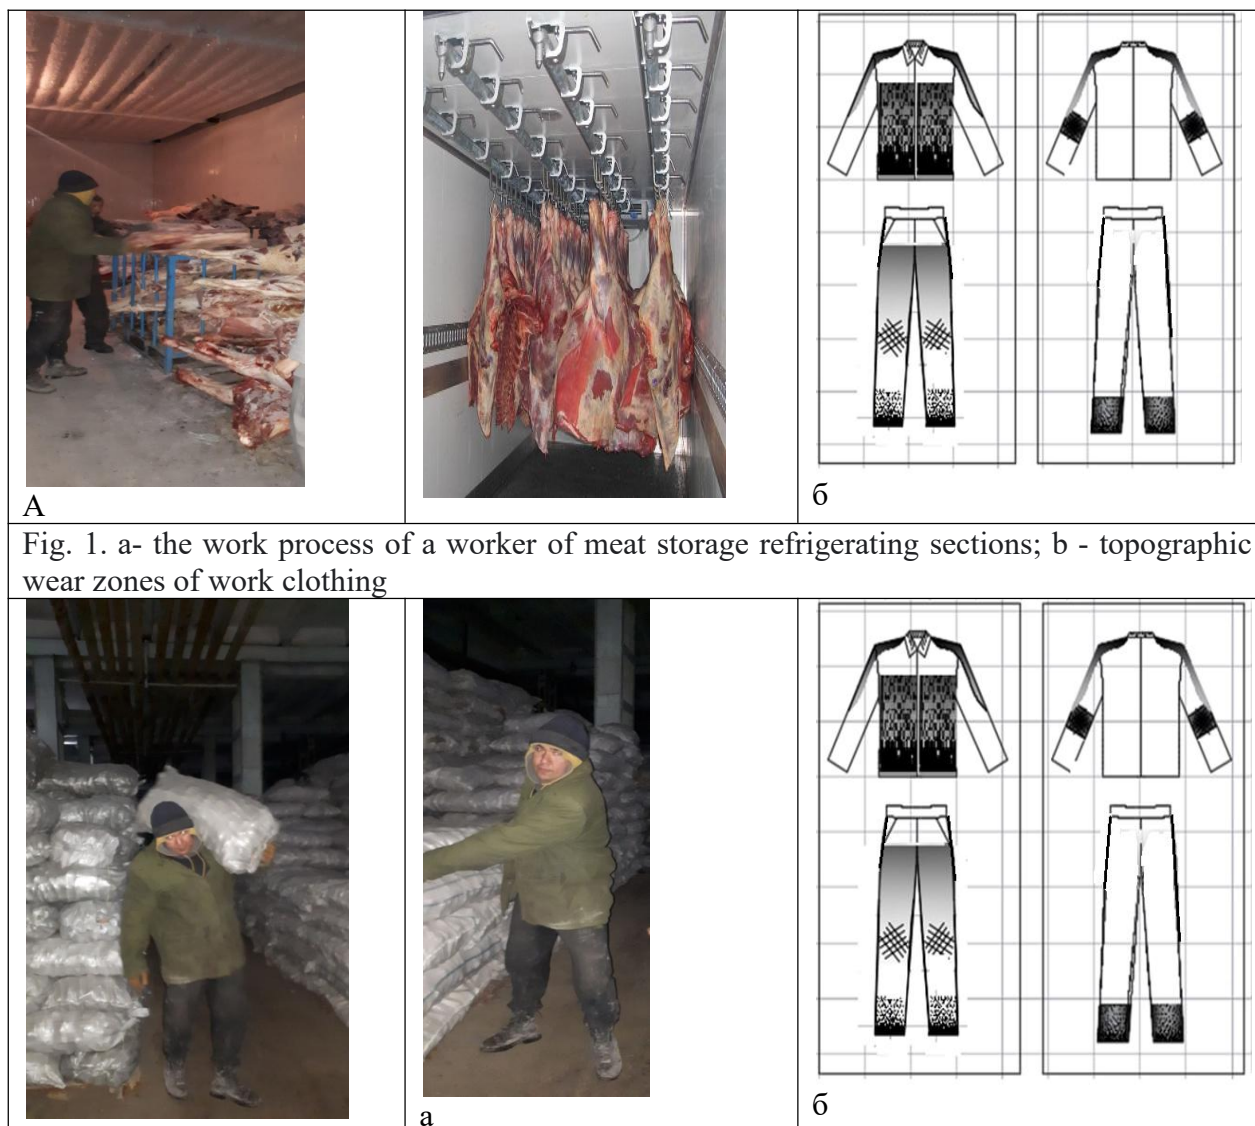 А
б
Fig. 1. a- the work process of a worker of meat storage refrigerating sections; b - topographic
wear zones of work clothing
а
б